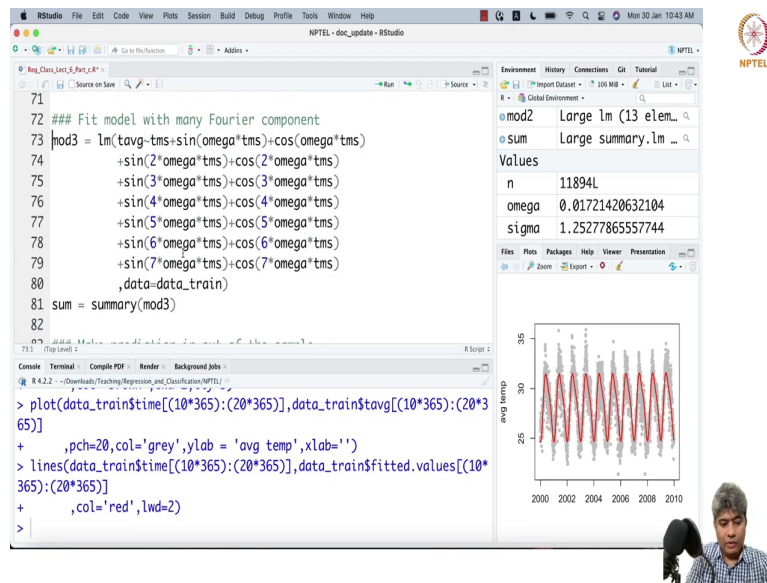 RStudio File Edit Code View Plots Session Build Debug Profile Tools Window Help Mon 30 Jan 10:43 AM
NPTEL - doc_update - RStudio
Go to file/function Addins NPTEL
NPTEL
Reg_Class_Lect_6_Part_c.R*
Source on Save Run Source
71
72 ### Fit model with many Fourier component
73 mod3 = lm(tavg~tms+sin(omega*tms)+cos(omega*tms)
74 +sin(2*omega*tms)+cos(2*omega*tms)
75 +sin(3*omega*tms)+cos(3*omega*tms)
76 +sin(4*omega*tms)+cos(4*omega*tms)
77 +sin(5*omega*tms)+cos(5*omega*tms)
78 +sin(6*omega*tms)+cos(6*omega*tms)
79 +sin(7*omega*tms)+cos(7*omega*tms)
80 ,data=data_train)
81 sum = summary(mod3)
82
73:1 (Top Level) R Script
Console Terminal Compile PDF Render Background Jobs
R 4.2.2 · ~/Downloads/Teaching/Regression_and_Classification/NPTEL/
> plot(data_train$time[(10*365):(20*365)],data_train$tavg[(10*365):(20*3
65)]
+ ,pch=20,col='grey',ylab = 'avg temp',xlab='')
> lines(data_train$time[(10*365):(20*365)],data_train$fitted.values[(10*
365):(20*365)]
+ ,col='red',lwd=2)
>
Environment History Connections Git Tutorial
Import Dataset 106 MiB List
R Global Environment
mod2 Large lm (13 elem…
sum Large summary.lm …
Values
n 11894L
omega 0.01721420632104
sigma 1.25277865557744
Files Plots Packages Help Viewer Presentation
Zoom Export
avg temp
35
30
25
2000 2002 2004 2006 2008 2010